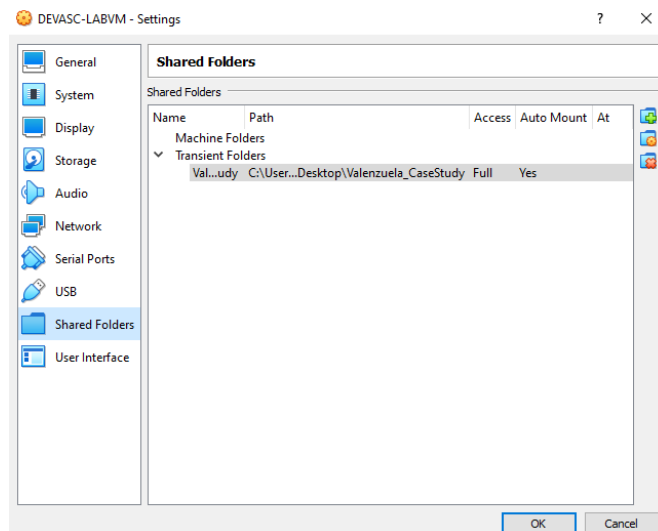 DEVASC-LABVM - Settings
?
General
System
Display
Storage
Audio
Network
Serial Ports
USB
Shared Folders
User Interface
Shared Folders
Shared Folders
Name Path Access Auto Mount At
Machine Folders
Transient Folders
Val...udy C:\User...Desktop\Valenzuela_CaseStudy Full Yes
OK Cancel